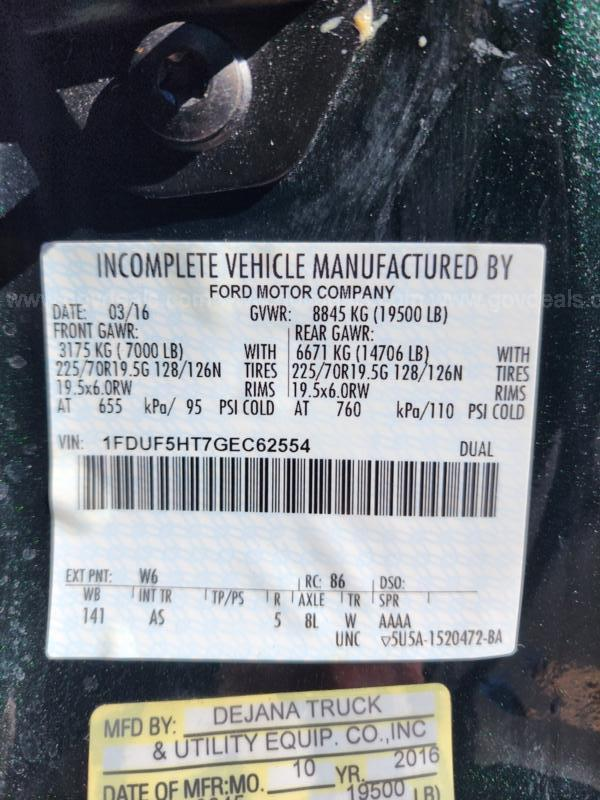 INCOMPLETE VEHICLE MANUFACTURED BY
FORD MOTOR COMPANY
DATE: 03/16 GVWR: 8845 KG (19500 LB)
FRONT GAWR: REAR GAWR:
3175 KG ( 7000 LB) WITH 6671 KG (14706 LB) WITH
225/70R19.5G 128/126N TIRES 225/70R19.5G 128/126N TIRES
19.5x6.0RW RIMS 19.5x6.0RW RIMS
AT 655 kPa/ 95 PSI COLD AT 760 kPa/110 PSI COLD
VIN: 1FDUF5HT7GEC62554 DUAL
EXT PNT: W6 RC: 86 DSO:
WB INT TR TP/PS R AXLE TR SPR
141 AS 5 8L W AAAA
UNC ▽5U5A-1520472-BA
MFD BY: DEJANA TRUCK
& UTILITY EQUIP. CO.,INC
DATE OF MFR:MO. 10 YR. 2016
19500 LB)